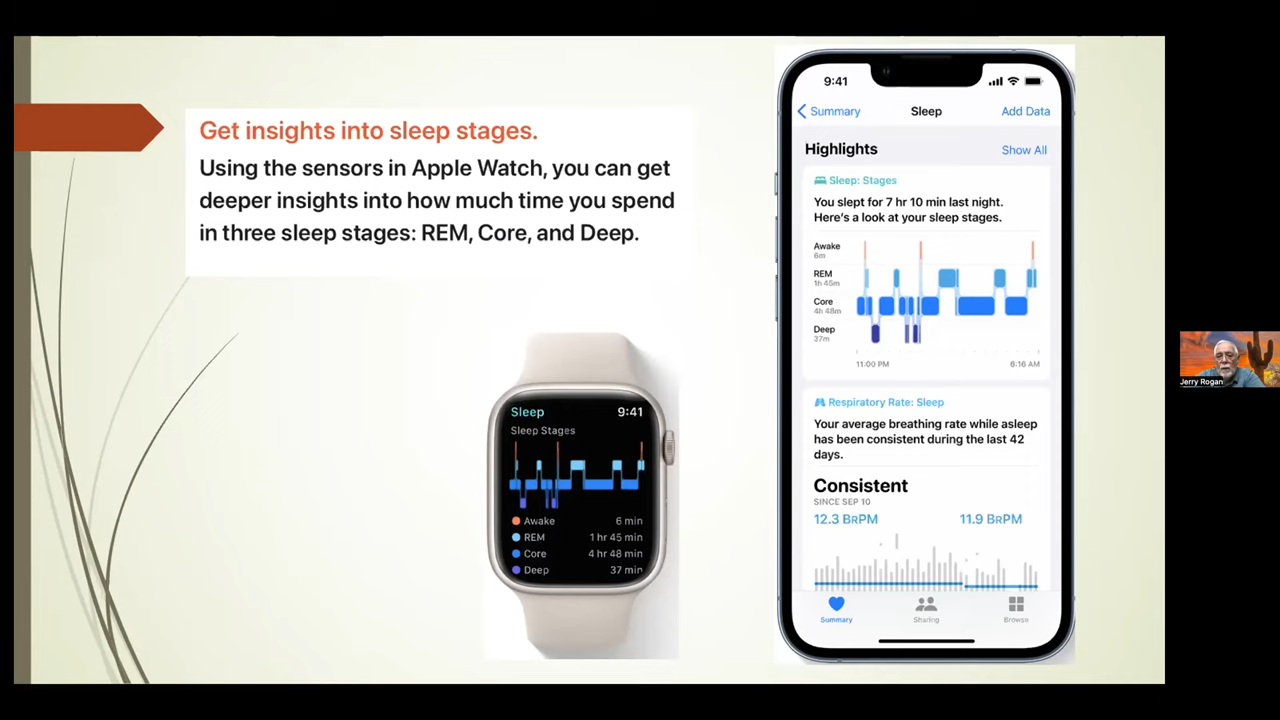 Get insights into sleep stages.
Using the sensors in Apple Watch, you can get
deeper insights into how much time you spend
in three sleep stages: REM, Core, and Deep.
Sleep 9:41
Sleep Stages
Awake 6 min
REM 1 hr 45 min
Core 4 hr 48 min
Deep 37 min
9:41
Summary Sleep Add Data
Highlights Show All
Sleep: Stages
You slept for 7 hr 10 min last night.
Here's a look at your sleep stages.
Awake
6m
REM
1h 45m
Core
4h 48m
Deep
37m
11:00 PM 6:16 AM
Respiratory Rate: Sleep
Your average breathing rate while asleep
has been consistent during the last 42
days.
Consistent
SINCE SEP 10
12.3 BRPM 11.9 BRPM
Summary Sharing Browse
Jerry Rogan